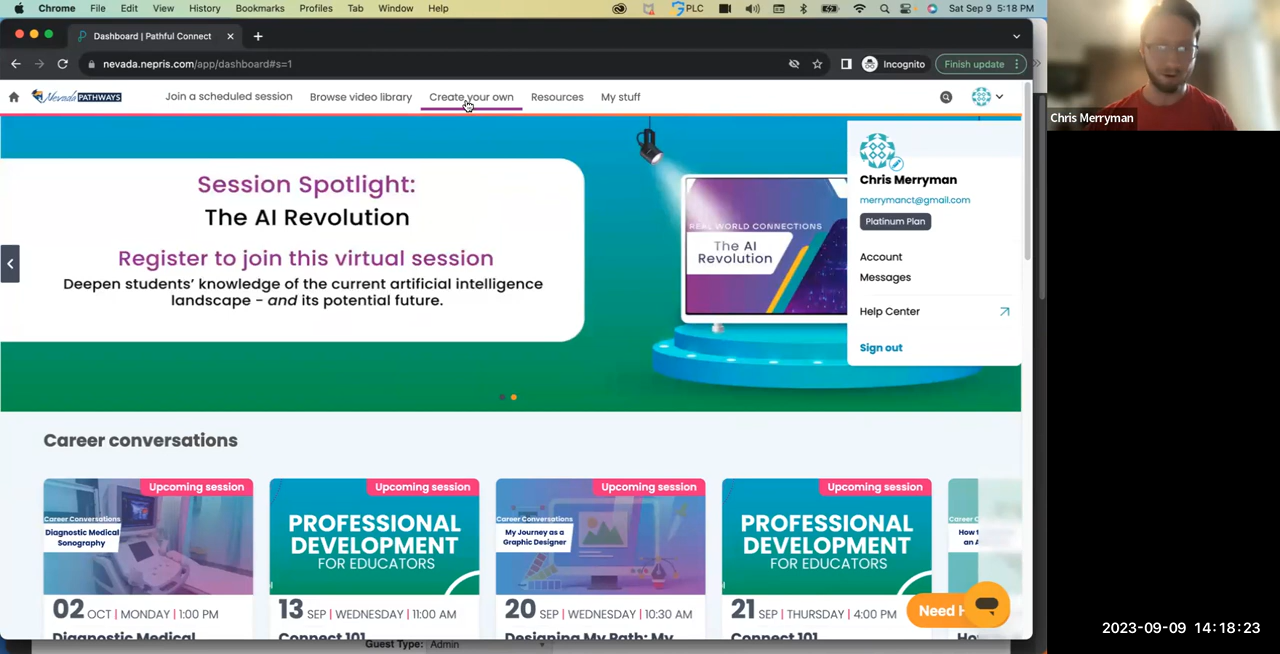 Chrome File Edit View History Bookmarks Profiles Tab Window Help PLC Sat Sep 9 5:18 PM
Dashboard | Pathful Connect
nevada.nepris.com/app/dashboard#s=1 Incognito Finish update
Nevada PATHWAYS Join a scheduled session Browse video library Create your own Resources My stuff
Session Spotlight:
The AI Revolution
Register to join this virtual session
Deepen students’ knowledge of the current artificial intelligence
landscape - and its potential future.
REAL WORLD CONNECTIONS
The AI
Revolution
Chris Merryman
merrymanct@gmail.com
Platinum Plan
Account
Messages
Help Center
Sign out
Chris Merryman
Career conversations
Upcoming session
Career Conversations
Diagnostic Medical
Sonography
02 OCT | MONDAY | 1:00 PM
Diagnostic Medical
Upcoming session
PROFESSIONAL
DEVELOPMENT
FOR EDUCATORS
13 SEP | WEDNESDAY | 11:00 AM
Connect 101
Upcoming session
Career Conversations
My Journey as a
Graphic Designer
20 SEP | WEDNESDAY | 10:30 AM
Designing My Path: My
Upcoming session
PROFESSIONAL
DEVELOPMENT
FOR EDUCATORS
21 SEP | THURSDAY | 4:00 PM
Connect 101
Career C
How t
an A
Need H
Guest Type: Admin
2023-09-09 14:18:23